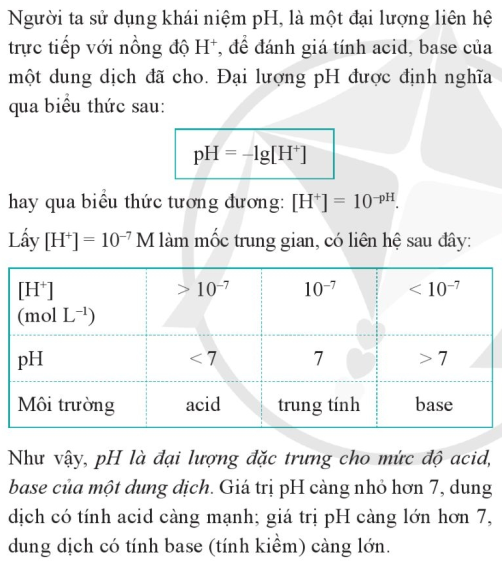 Người ta sử dụng khái niệm pH, là một đại lượng liên hệ
trực tiếp với nồng độ H⁺, để đánh giá tính acid, base của
một dung dịch đã cho. Đại lượng pH được định nghĩa
qua biểu thức sau:
pH = –lg[H⁺]
hay qua biểu thức tương đương: [H⁺] = 10⁻ᵖᴴ.
Lấy [H⁺] = 10⁻⁷ M làm mốc trung gian, có liên hệ sau đây:
[H⁺] > 10⁻⁷ 10⁻⁷ < 10⁻⁷
(mol L⁻¹)
pH < 7 7 > 7
Môi trường acid trung tính base
Như vậy, pH là đại lượng đặc trưng cho mức độ acid,
base của một dung dịch. Giá trị pH càng nhỏ hơn 7, dung
dịch có tính acid càng mạnh; giá trị pH càng lớn hơn 7,
dung dịch có tính base (tính kiềm) càng lớn.